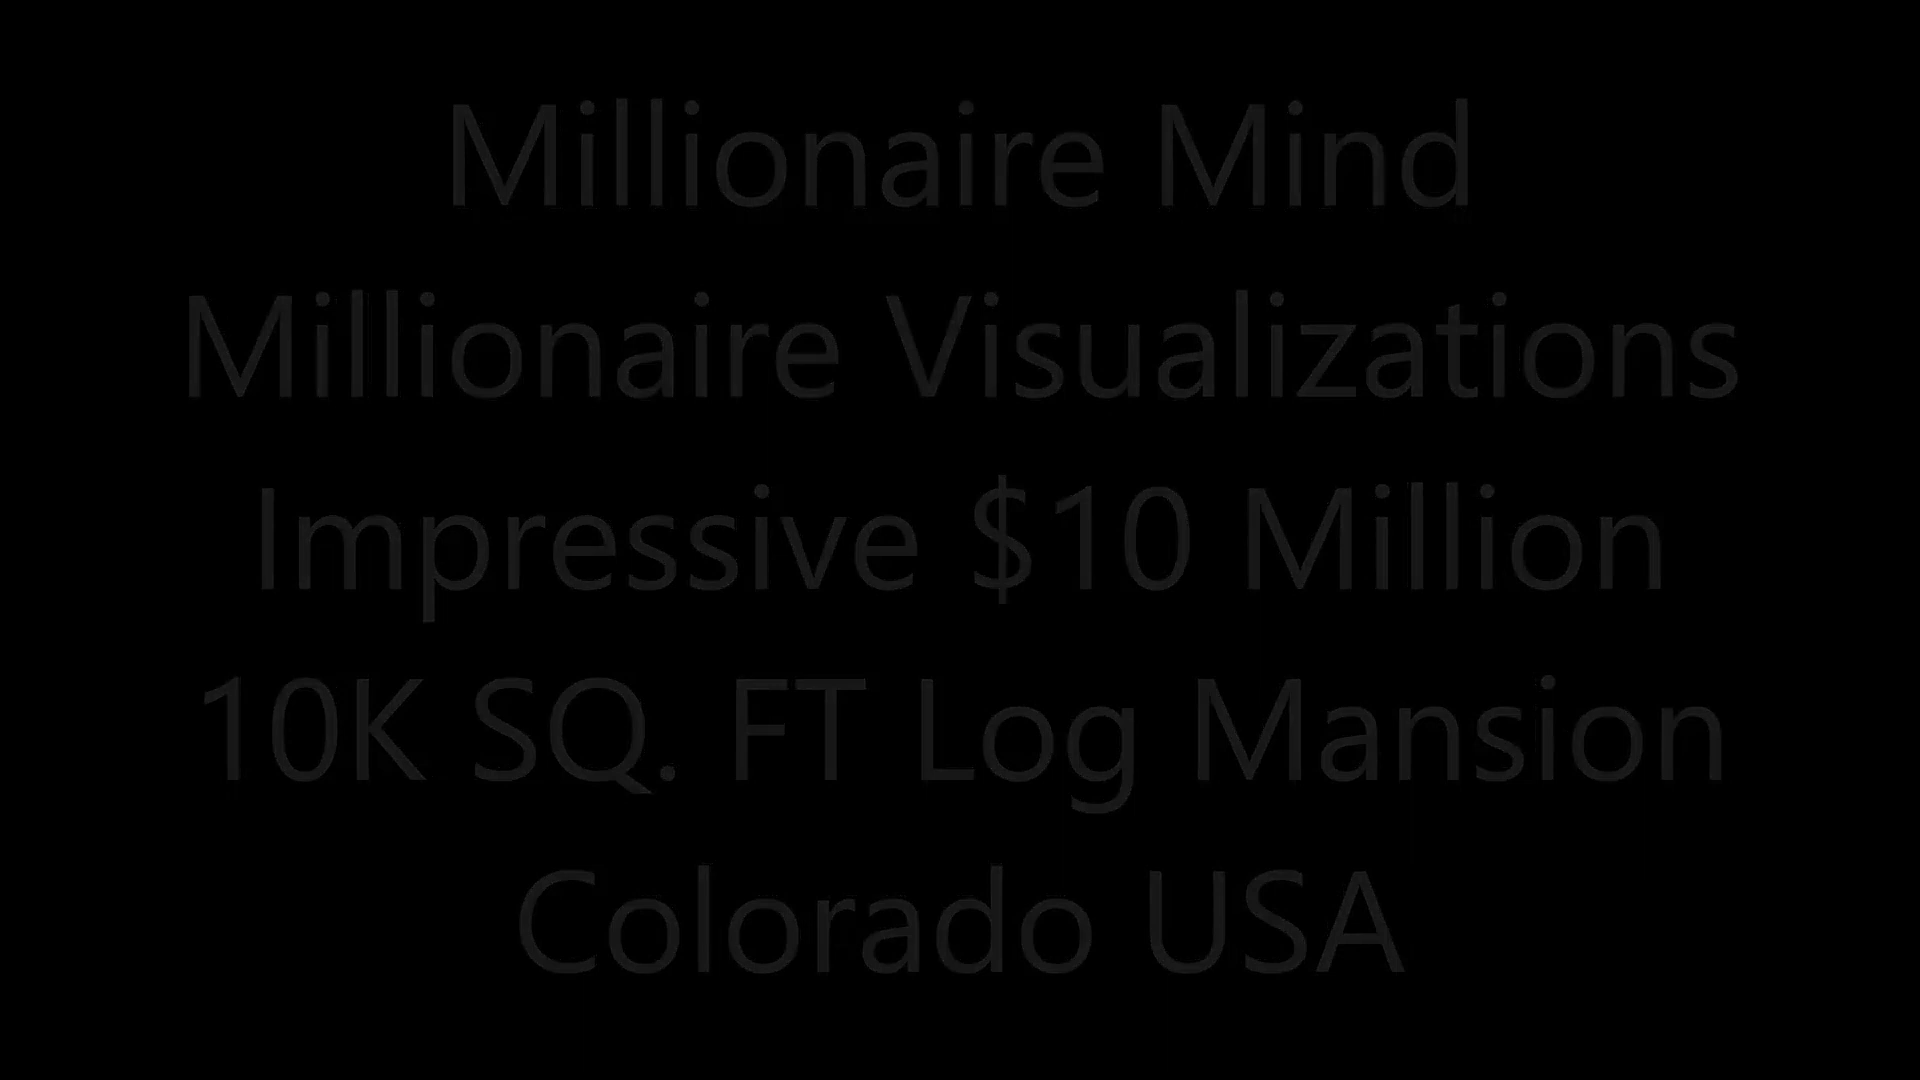 Millionaire Mind
Millionaire Visualizations
Impressive $10 Million
10K SQ. FT Log Mansion
Colorado USA